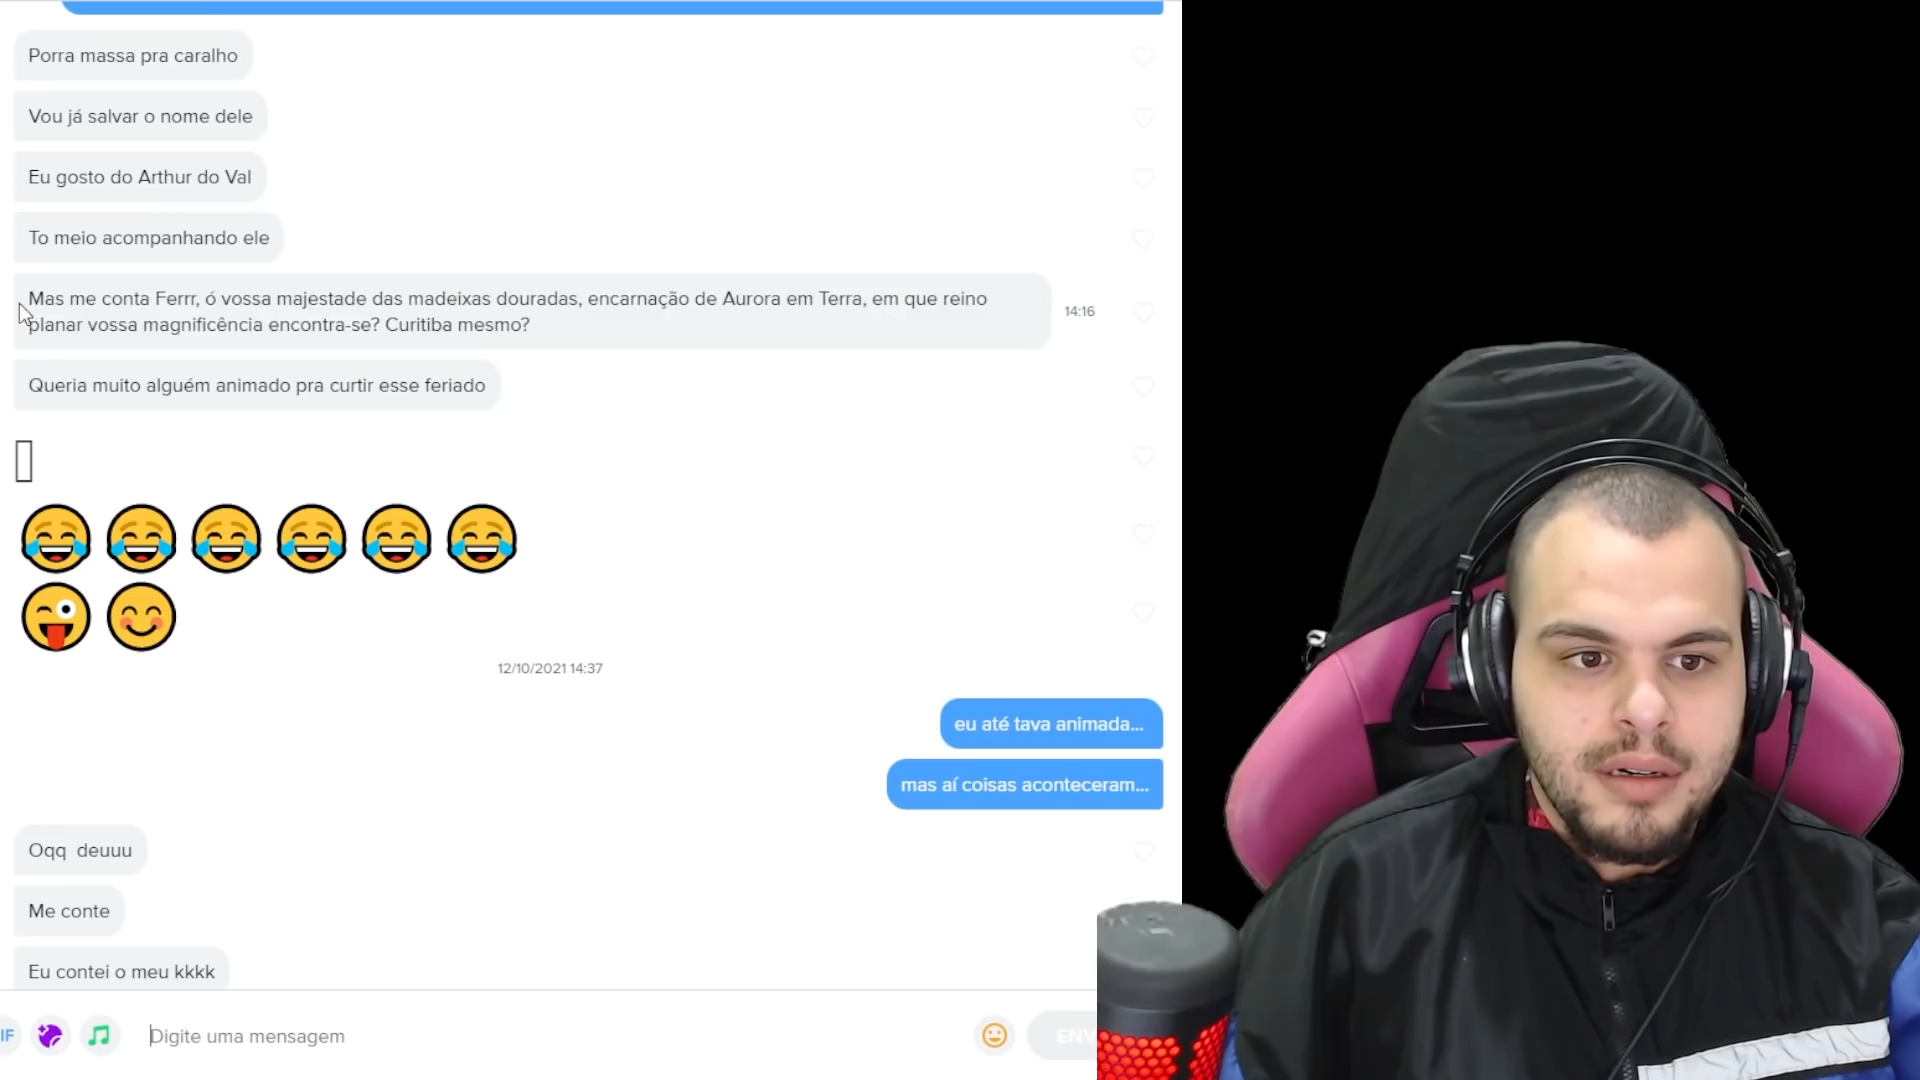 Porra massa pra caralho
Vou já salvar o nome dele
Eu gosto do Arthur do Val
To meio acompanhando ele
Mas me conta Ferrr, ó vossa majestade das madeixas douradas, encarnação de Aurora em Terra, em que reino
planar vossa magnificência encontra-se? Curitiba mesmo?
14:16
Queria muito alguém animado pra curtir esse feriado
12/10/2021 14:37
eu até tava animada...
mas aí coisas aconteceram...
Oqq deuuu
Me conte
Eu contei o meu kkkk
IF
Digite uma mensagem
ENV